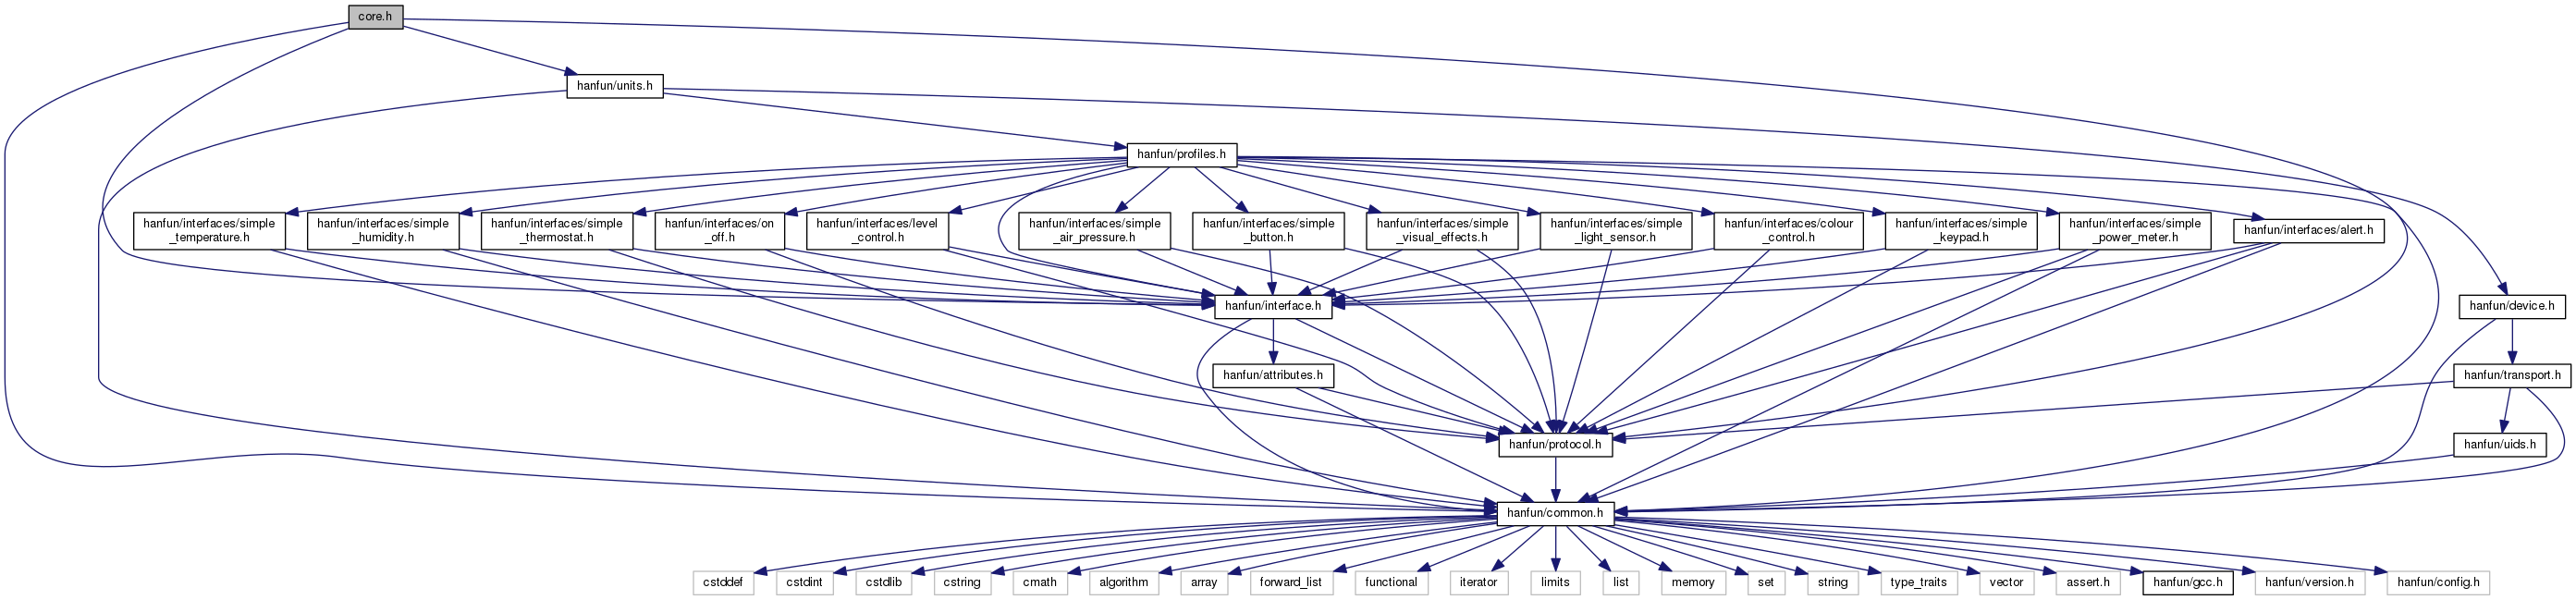 core.h
hanfun/units.h
hanfun/profiles.h
hanfun/interfaces/simple
_temperature.h
hanfun/interfaces/simple
_humidity.h
hanfun/interfaces/simple
_thermostat.h
hanfun/interfaces/on
_off.h
hanfun/interfaces/level
_control.h
hanfun/interfaces/simple
_air_pressure.h
hanfun/interfaces/simple
_button.h
hanfun/interfaces/simple
_visual_effects.h
hanfun/interfaces/simple
_light_sensor.h
hanfun/interfaces/colour
_control.h
hanfun/interfaces/simple
_keypad.h
hanfun/interfaces/simple
_power_meter.h
hanfun/interfaces/alert.h
hanfun/interface.h
hanfun/device.h
hanfun/attributes.h
hanfun/transport.h
hanfun/protocol.h
hanfun/uids.h
hanfun/common.h
cstddef
cstdint
cstdlib
cstring
cmath
algorithm
array
forward_list
functional
iterator
limits
list
memory
set
string
type_traits
vector
assert.h
hanfun/gcc.h
hanfun/version.h
hanfun/config.h